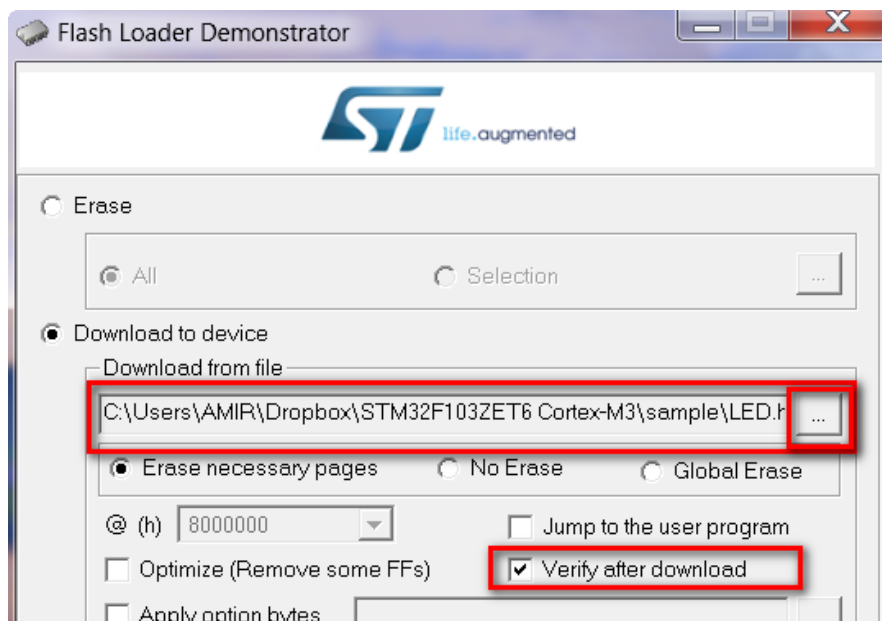 Flash Loader Demonstrator
ST life.augmented
Erase
All Selection ...
Download to device
Download from file
C:\Users\AMIR\Dropbox\STM32F103ZET6 Cortex-M3\sample\LED.h ...
Erase necessary pages No Erase Global Erase
@ (h) 8000000 Jump to the user program
Optimize (Remove some FFs) Verify after download
Apply option bytes